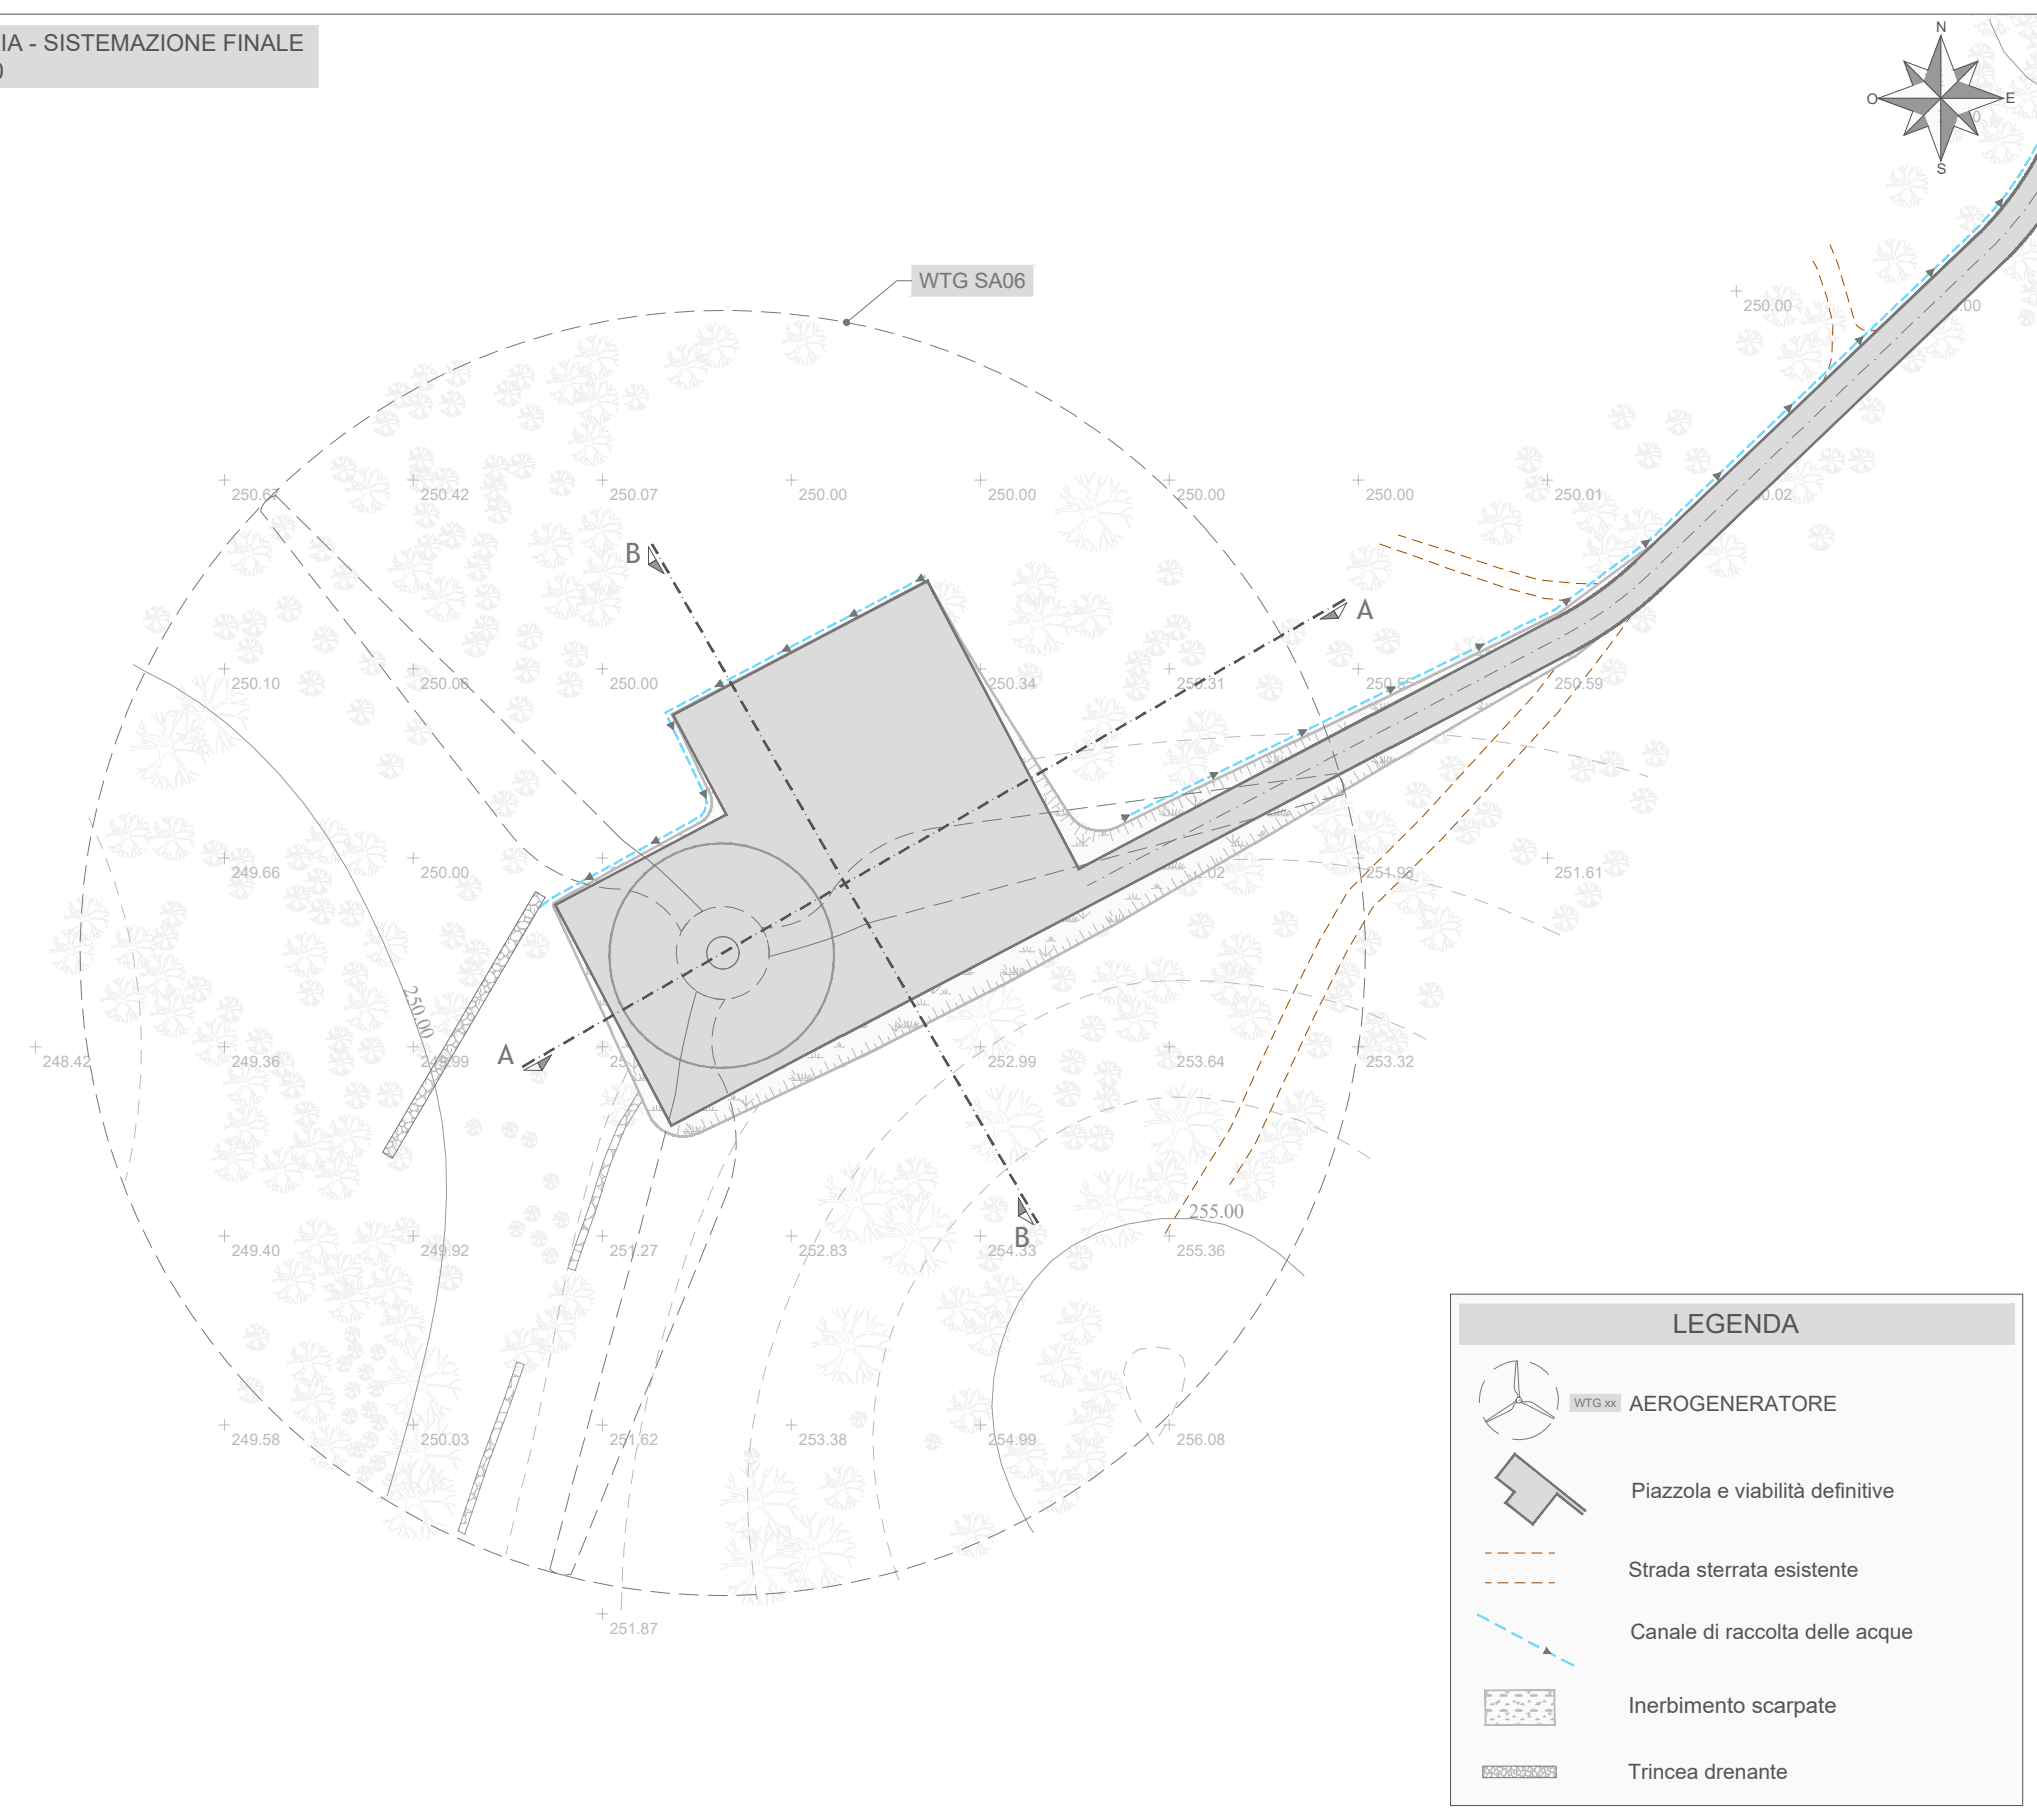 IA - SISTEMAZIONE FINALE
N
O
E
S
WTG SA06
250.00
250.42
250.07
250.00
250.00
250.00
250.00
250.01
B
A
250.10
250.06
250.00
250.34
250.31
250.59
249.66
250.00
251.93
251.61
250.00
A
248.42
249.36
249.99
252.99
253.64
253.32
255.00
B
249.40
249.92
251.27
252.83
254.33
255.36
249.58
250.03
251.62
253.38
254.99
256.08
251.87
LEGENDA
WTG xx AEROGENERATORE
Piazzola e viabilità definitive
Strada sterrata esistente
Canale di raccolta delle acque
Inerbimento scarpate
Trincea drenante